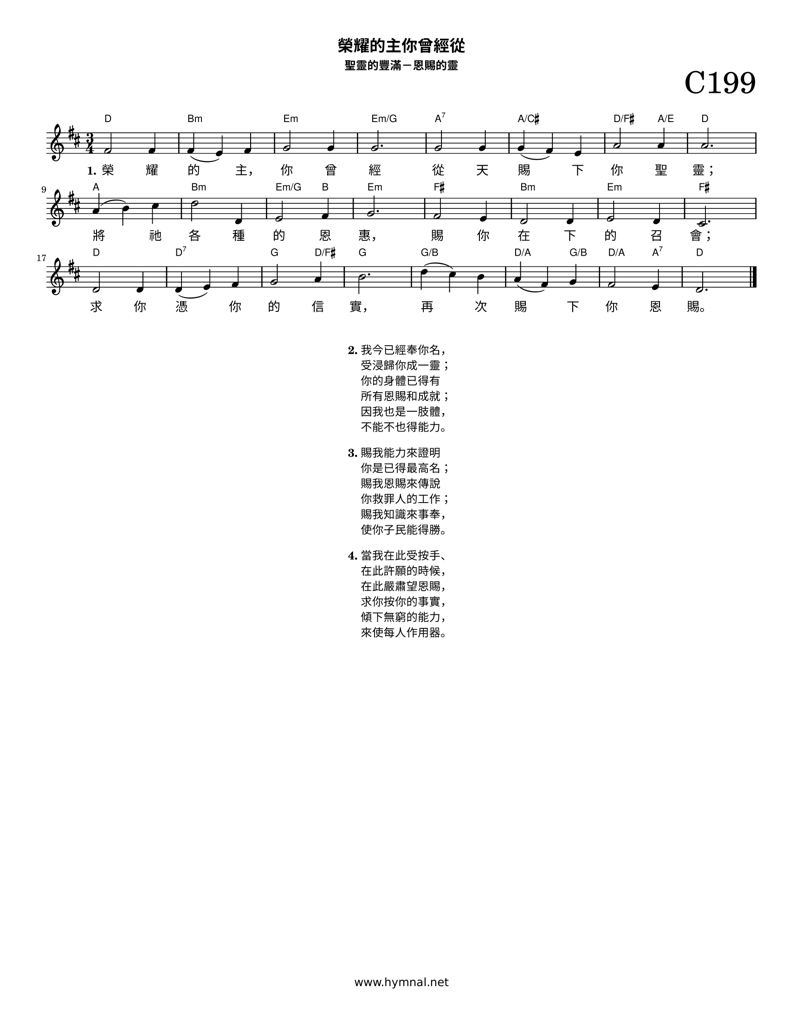 榮耀的主你曾經從
聖靈的豐滿－恩賜的靈
C199
D Bm Em Em/G A7 A/C♯ D/F♯ A/E D
3
4
1. 榮 耀 的 主， 你 曾 經 從 天 賜 下 你 聖 靈；
9
A Bm Em/G B Em F♯ Bm Em F♯
將 祂 各 種 的 恩 惠， 賜 你 在 下 的 召 會；
17
D D7 G D/F♯ G G/B D/A G/B D/A A7 D
求 你 憑 你 的 信 實， 再 次 賜 下 你 恩 賜。
2. 我今已經奉你名，
受浸歸你成一靈；
你的身體已得有
所有恩賜和成就；
因我也是一肢體，
不能不也得能力。
3. 賜我能力來證明
你是已得最高名；
賜我恩賜來傳說
你救罪人的工作；
賜我知識來事奉，
使你子民能得勝。
4. 當我在此受按手、
在此許願的時候，
在此嚴肅望恩賜，
求你按你的事實，
傾下無窮的能力，
來使每人作用器。
www.hymnal.net